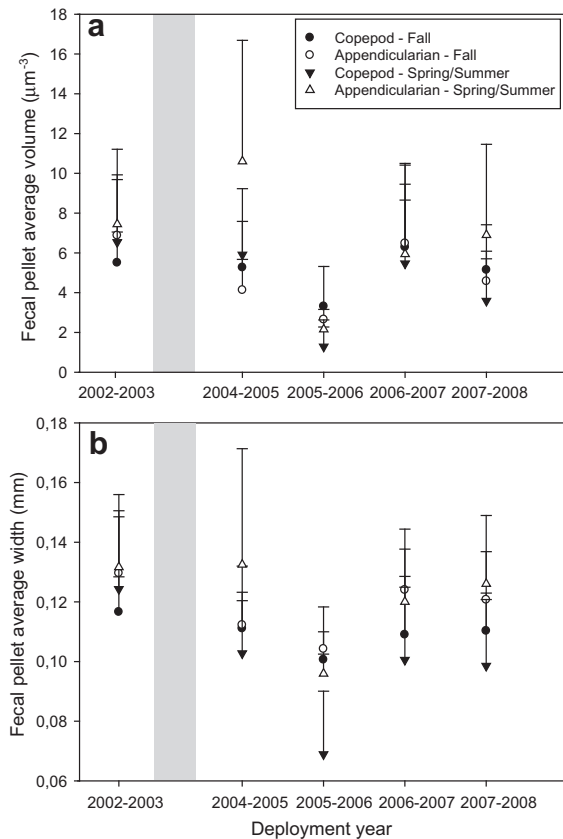 a
Copepod - Fall
Appendicularian - Fall
Copepod - Spring/Summer
Appendicularian - Spring/Summer
Fecal pellet average volume (μm⁻³)
18
16
14
12
10
8
6
4
2
0
2002-2003 2004-2005 2005-2006 2006-2007 2007-2008
b
Fecal pellet average width (mm)
0,18
0,16
0,14
0,12
0,10
0,08
0,06
2002-2003 2004-2005 2005-2006 2006-2007 2007-2008
Deployment year